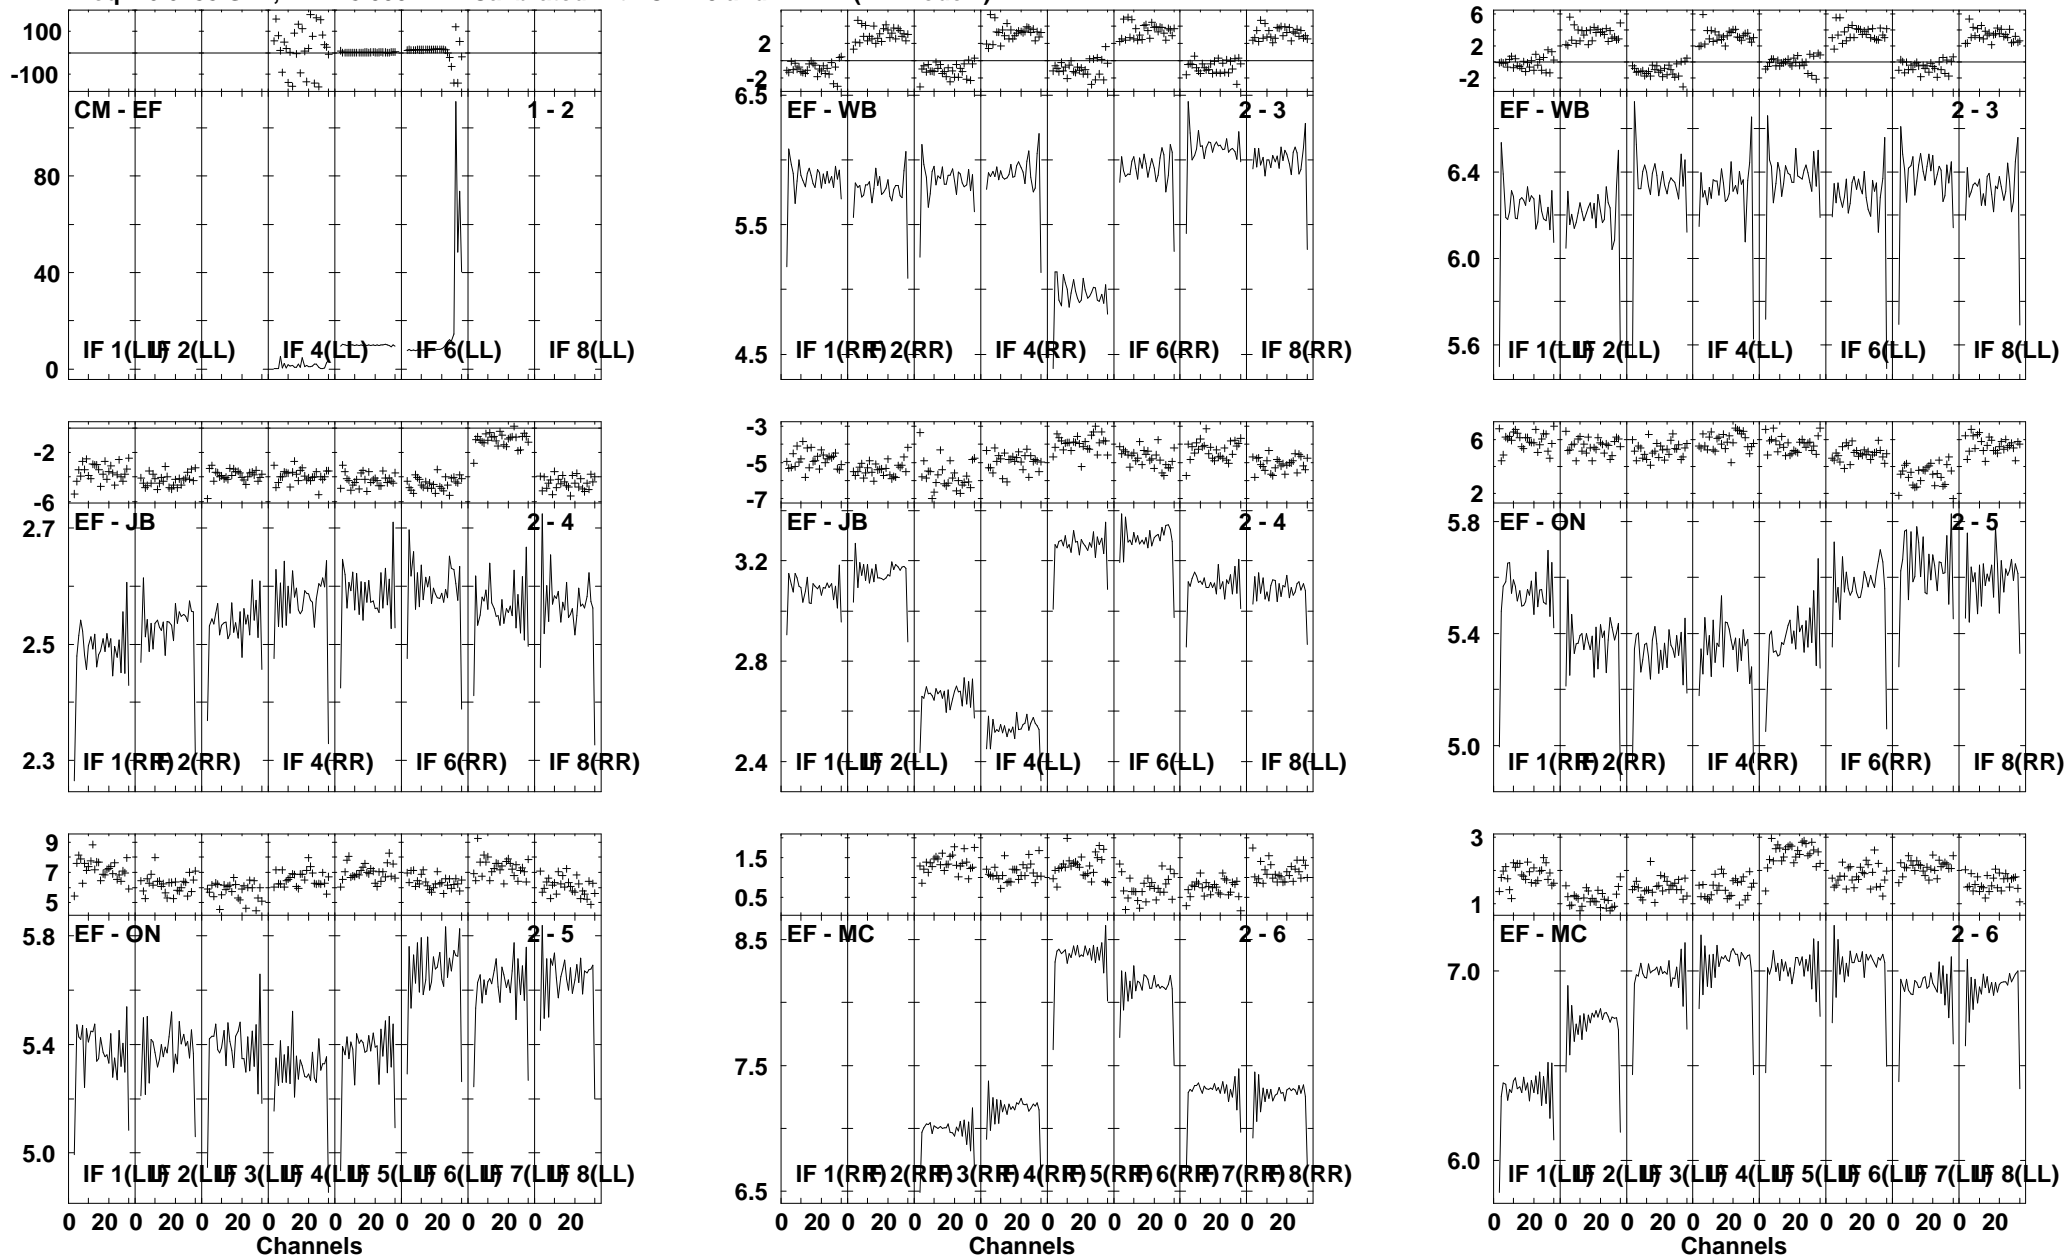 100
-100
CM - EF 1 - 2
80
40
0
IF 1(LL) IF 2(LL) IF 4(LL) IF 6(LL) IF 8(LL)
2
-2
6.5
EF - WB 2 - 3
5.5
4.5
IF 1(RR) IF 2(RR) IF 4(RR) IF 6(RR) IF 8(RR)
6
2
-2
EF - WB 2 - 3
6.4
6.0
5.6
IF 1(LL) IF 2(LL) IF 4(LL) IF 6(LL) IF 8(LL)
-2
-6
EF - JB 2 - 4
2.7
2.5
2.3
IF 1(RR) IF 2(RR) IF 4(RR) IF 6(RR) IF 8(RR)
-3
-5
-7
EF - JB 2 - 4
3.2
2.8
2.4
IF 1(LL) IF 2(LL) IF 4(LL) IF 6(LL) IF 8(LL)
6
2
EF - ON 2 - 5
5.8
5.4
5.0
IF 1(RR) IF 2(RR) IF 4(RR) IF 6(RR) IF 8(RR)
9
7
5
EF - ON 2 - 5
5.8
5.4
5.0
IF 1(LL) IF 2(LL) IF 3(LL) IF 4(LL) IF 5(LL) IF 6(LL) IF 7(LL) IF 8(LL)
0 20 0 20 0 20 0 20 0 20 0 20 0 20 0 20
Channels
1.5
0.5
EF - MC 2 - 6
8.5
7.5
6.5
IF 1(RR) IF 2(RR) IF 3(RR) IF 4(RR) IF 5(RR) IF 6(RR) IF 7(RR) IF 8(RR)
0 20 0 20 0 20 0 20 0 20 0 20 0 20 0 20
Channels
3
1
EF - MC 2 - 6
7.0
6.0
IF 1(LL) IF 2(LL) IF 3(LL) IF 4(LL) IF 5(LL) IF 6(LL) IF 7(LL) IF 8(LL)
0 20 0 20 0 20 0 20 0 20 0 20 0 20 0 20
Channels